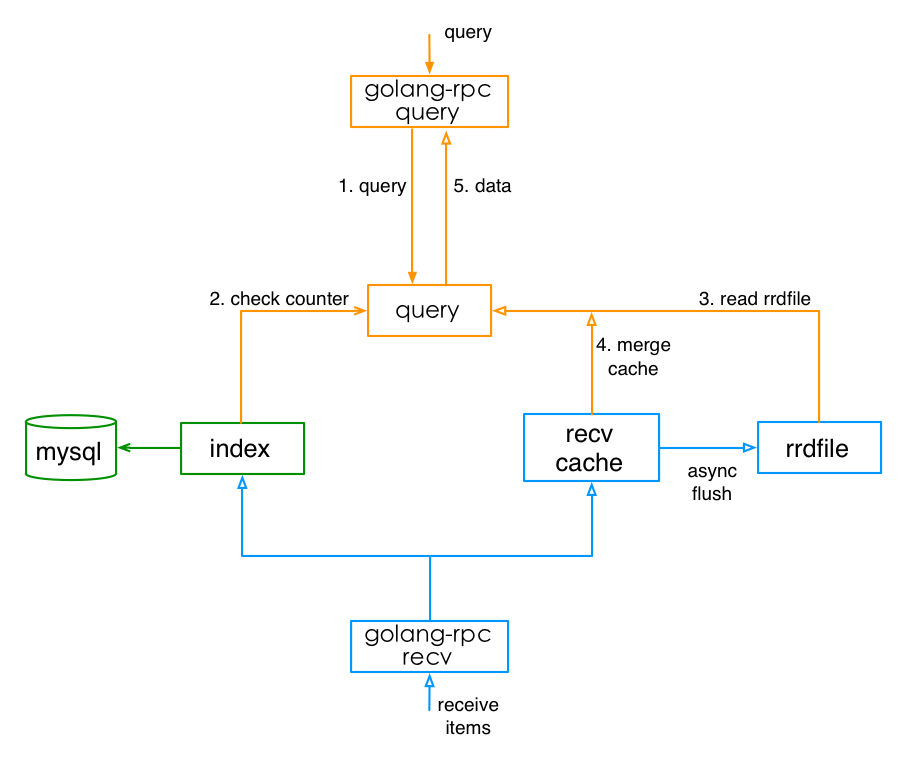 query
golang-rpc
query
1. query
5. data
2. check counter
3. read rrdfile
query
4. merge
cache
mysql
index
recv
cache
rrdfile
async
flush
golang-rpc
recv
receive
items